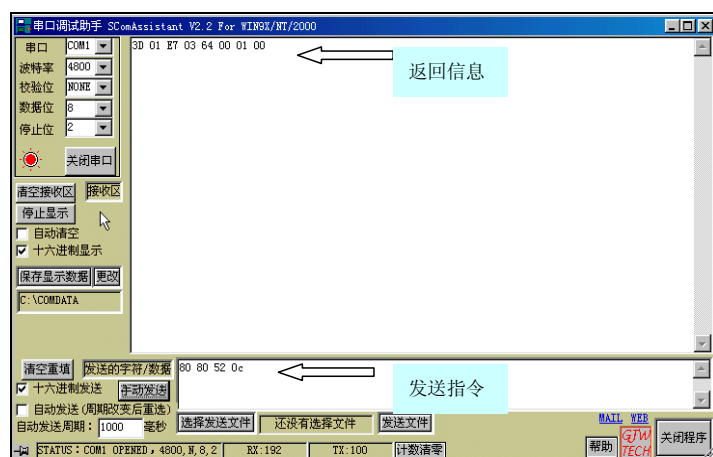 串口调试助手 SComAssistant V2.2 For WIN9X/NT/2000
串口 COM1
波特率 4800
校验位 NONE
数据位 8
停止位 2
关闭串口
3D 01 E7 03 64 00 01 00
返回信息
清空接收区 接收区
停止显示
自动清空
十六进制显示
保存显示数据 更改
C:\COMDATA
清空重填 发送的字符/数据
80 80 52 0c
发送指令
十六进制发送 手动发送
自动发送(周期改变后重选)
自动发送周期: 1000 毫秒
选择发送文件 还没有选择文件 发送文件
MAIL WEB
GJW
TECH
帮助 关闭程序
STATUS:COM1 OPENED,4800,N,8,2 RX:192 TX:100 计数清零